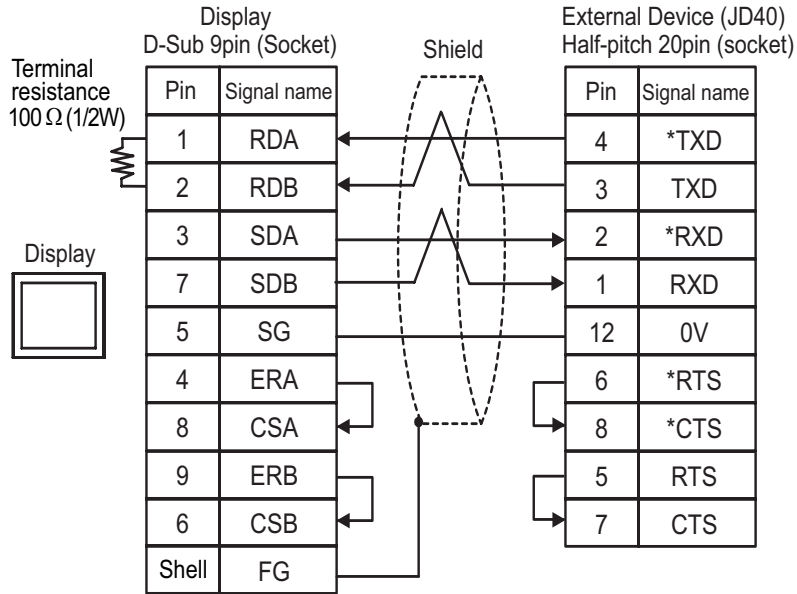 Display
D-Sub 9pin (Socket)
Shield
External Device (JD40)
Half-pitch 20pin (socket)
Terminal
resistance
100 Ω (1/2W)
Display
Pin Signal name
1 RDA
2 RDB
3 SDA
7 SDB
5 SG
4 ERA
8 CSA
9 ERB
6 CSB
Shell FG
Pin Signal name
4 *TXD
3 TXD
2 *RXD
1 RXD
12 0V
6 *RTS
8 *CTS
5 RTS
7 CTS